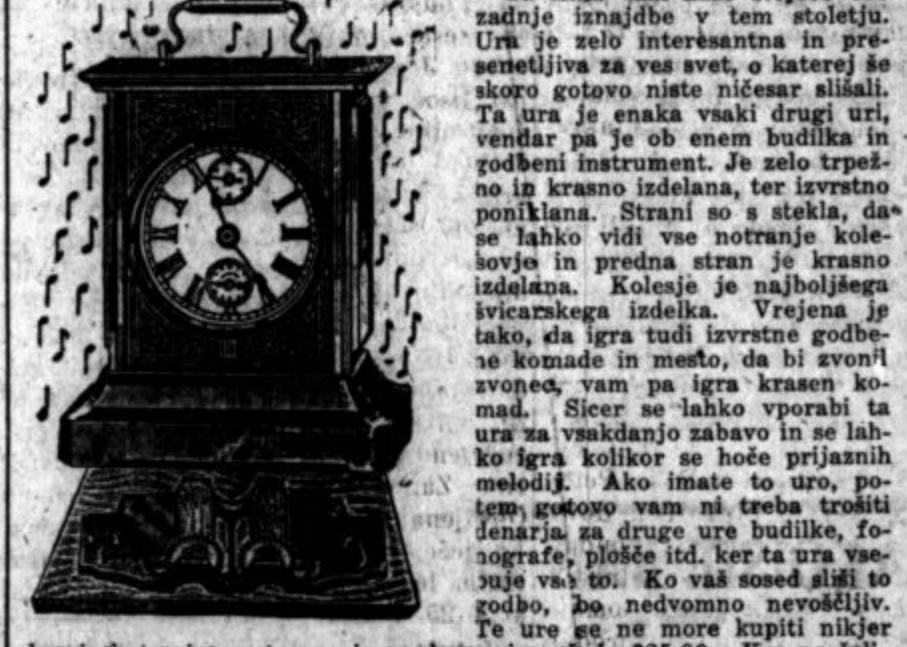 zadnje iznajdbe v tem stoletju.
Ura je zelo interesantna in pre-
senetljiva za ves svet, o katerej še
skoro gotovo niste ničesar slišali.
Ta ura je enaka vsaki drugi uri,
vendar pa je ob enem budilka in
godbeni instrument. Je zelo trpež-
no in krasno izdelana, ter izvrstno
poniklana. Strani so s stekla, da
se lahko vidi vse notranje kole-
sovje in predna stran je krasno
izdelana. Kolesje je najboljšega
švicarskega izdelka. Vrejena je
tako, da igra tudi izvrstne godbe-
ne komade in mesto, da bi zvonil
zvonec, vam pa igra krasen ko-
mad. Sicer se lahko vporabi ta
ura za vsakdanjo zabavo in se lah-
ko igra kolikor se hoče prijaznih
melodij. Ako imate to uro, po-
tem gotovo vam ni treba trošiti
denarja za druge ure budilke, fo-
nografe, plošče itd. ker ta ura vse-
buje vse to. Ko vaš sosed sliši to
godbo, bo nedvomno nevoščljiv.
Te ure se ne more kupiti nikjer